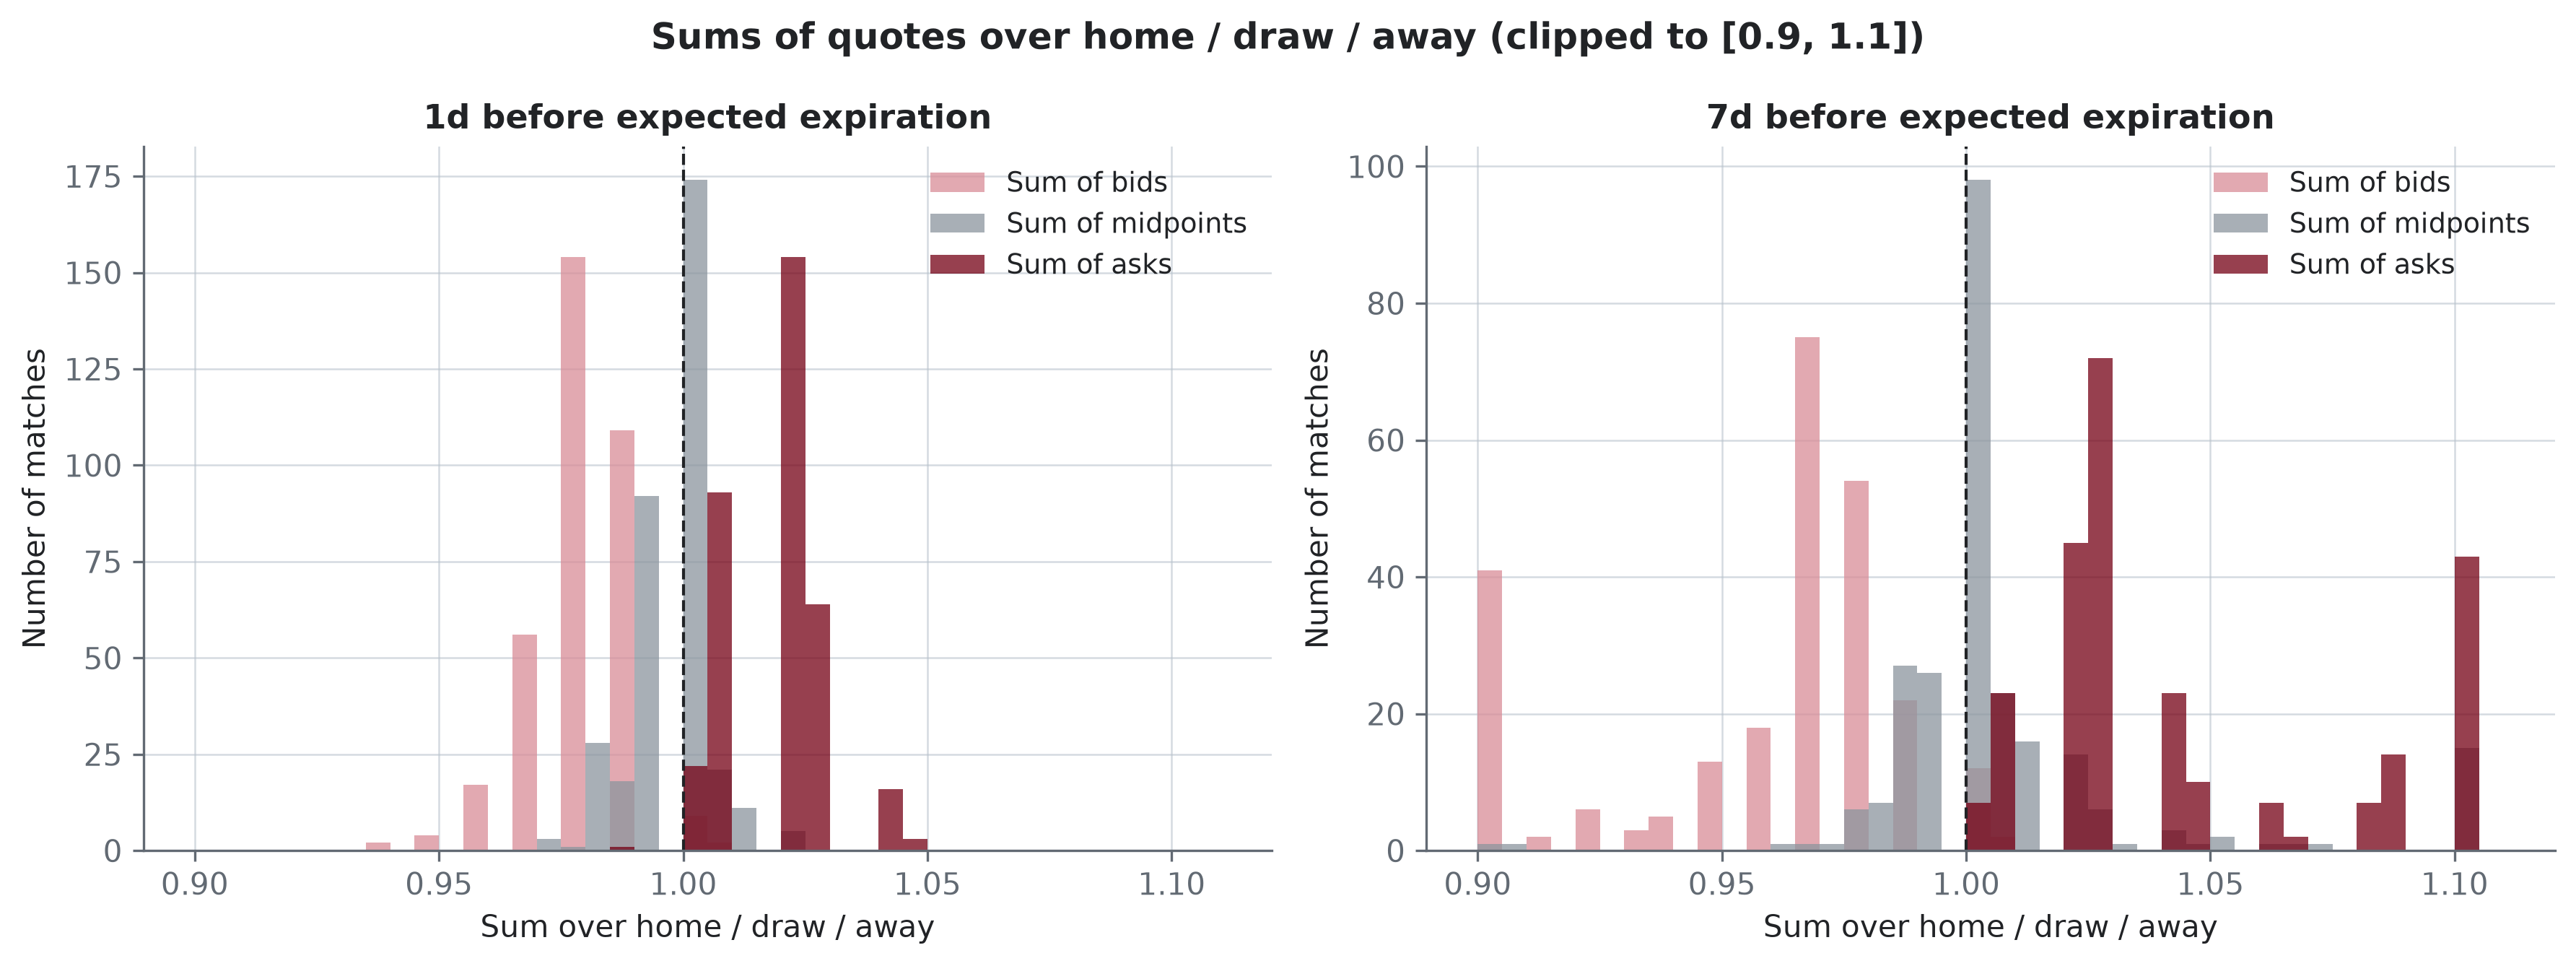 Sums of quotes over home / draw / away (clipped to [0.9, 1.1])
1d before expected expiration
Number of matches
175
150
125
100
75
50
25
0
0.90
0.95
1.00
1.05
1.10
Sum over home / draw / away
Sum of bids
Sum of midpoints
Sum of asks
7d before expected expiration
Number of matches
100
80
60
40
20
0
0.90
0.95
1.00
1.05
1.10
Sum over home / draw / away
Sum of bids
Sum of midpoints
Sum of asks